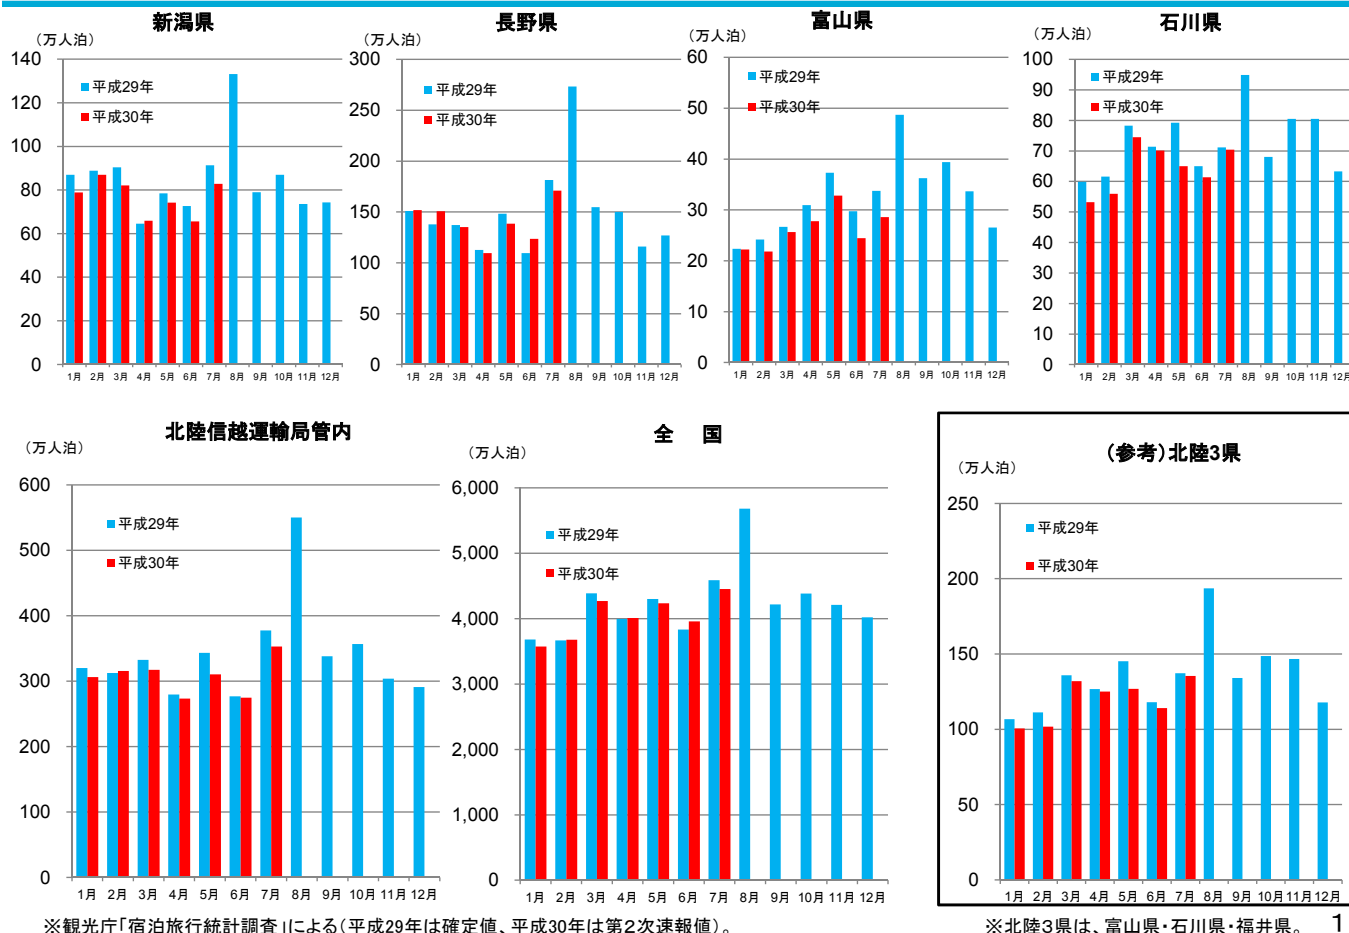 新潟県
（万人泊）
140
120
100
80
60
40
20
0
平成29年
平成30年
1月 2月 3月 4月 5月 6月 7月 8月 9月 10月 11月 12月
長野県
（万人泊）
300
250
200
150
100
50
0
平成29年
平成30年
1月 2月 3月 4月 5月 6月 7月 8月 9月 10月 11月 12月
富山県
（万人泊）
60
50
40
30
20
10
0
平成29年
平成30年
1月 2月 3月 4月 5月 6月 7月 8月 9月 10月 11月 12月
石川県
（万人泊）
100
90
80
70
60
50
40
30
20
10
0
平成29年
平成30年
1月 2月 3月 4月 5月 6月 7月 8月 9月 10月 11月 12月
北陸信越運輸局管内
（万人泊）
600
500
400
300
200
100
0
平成29年
平成30年
1月 2月 3月 4月 5月 6月 7月 8月 9月 10月 11月 12月
全　国
（万人泊）
6,000
5,000
4,000
3,000
2,000
1,000
0
平成29年
平成30年
1月 2月 3月 4月 5月 6月 7月 8月 9月 10月 11月 12月
（参考）北陸3県
（万人泊）
250
200
150
100
50
0
平成29年
平成30年
1月 2月 3月 4月 5月 6月 7月 8月 9月 10月 11月 12月
※観光庁「宿泊旅行統計調査」による（平成29年は確定値、平成30年は第２次速報値）。
※北陸３県は、富山県・石川県・福井県。
1